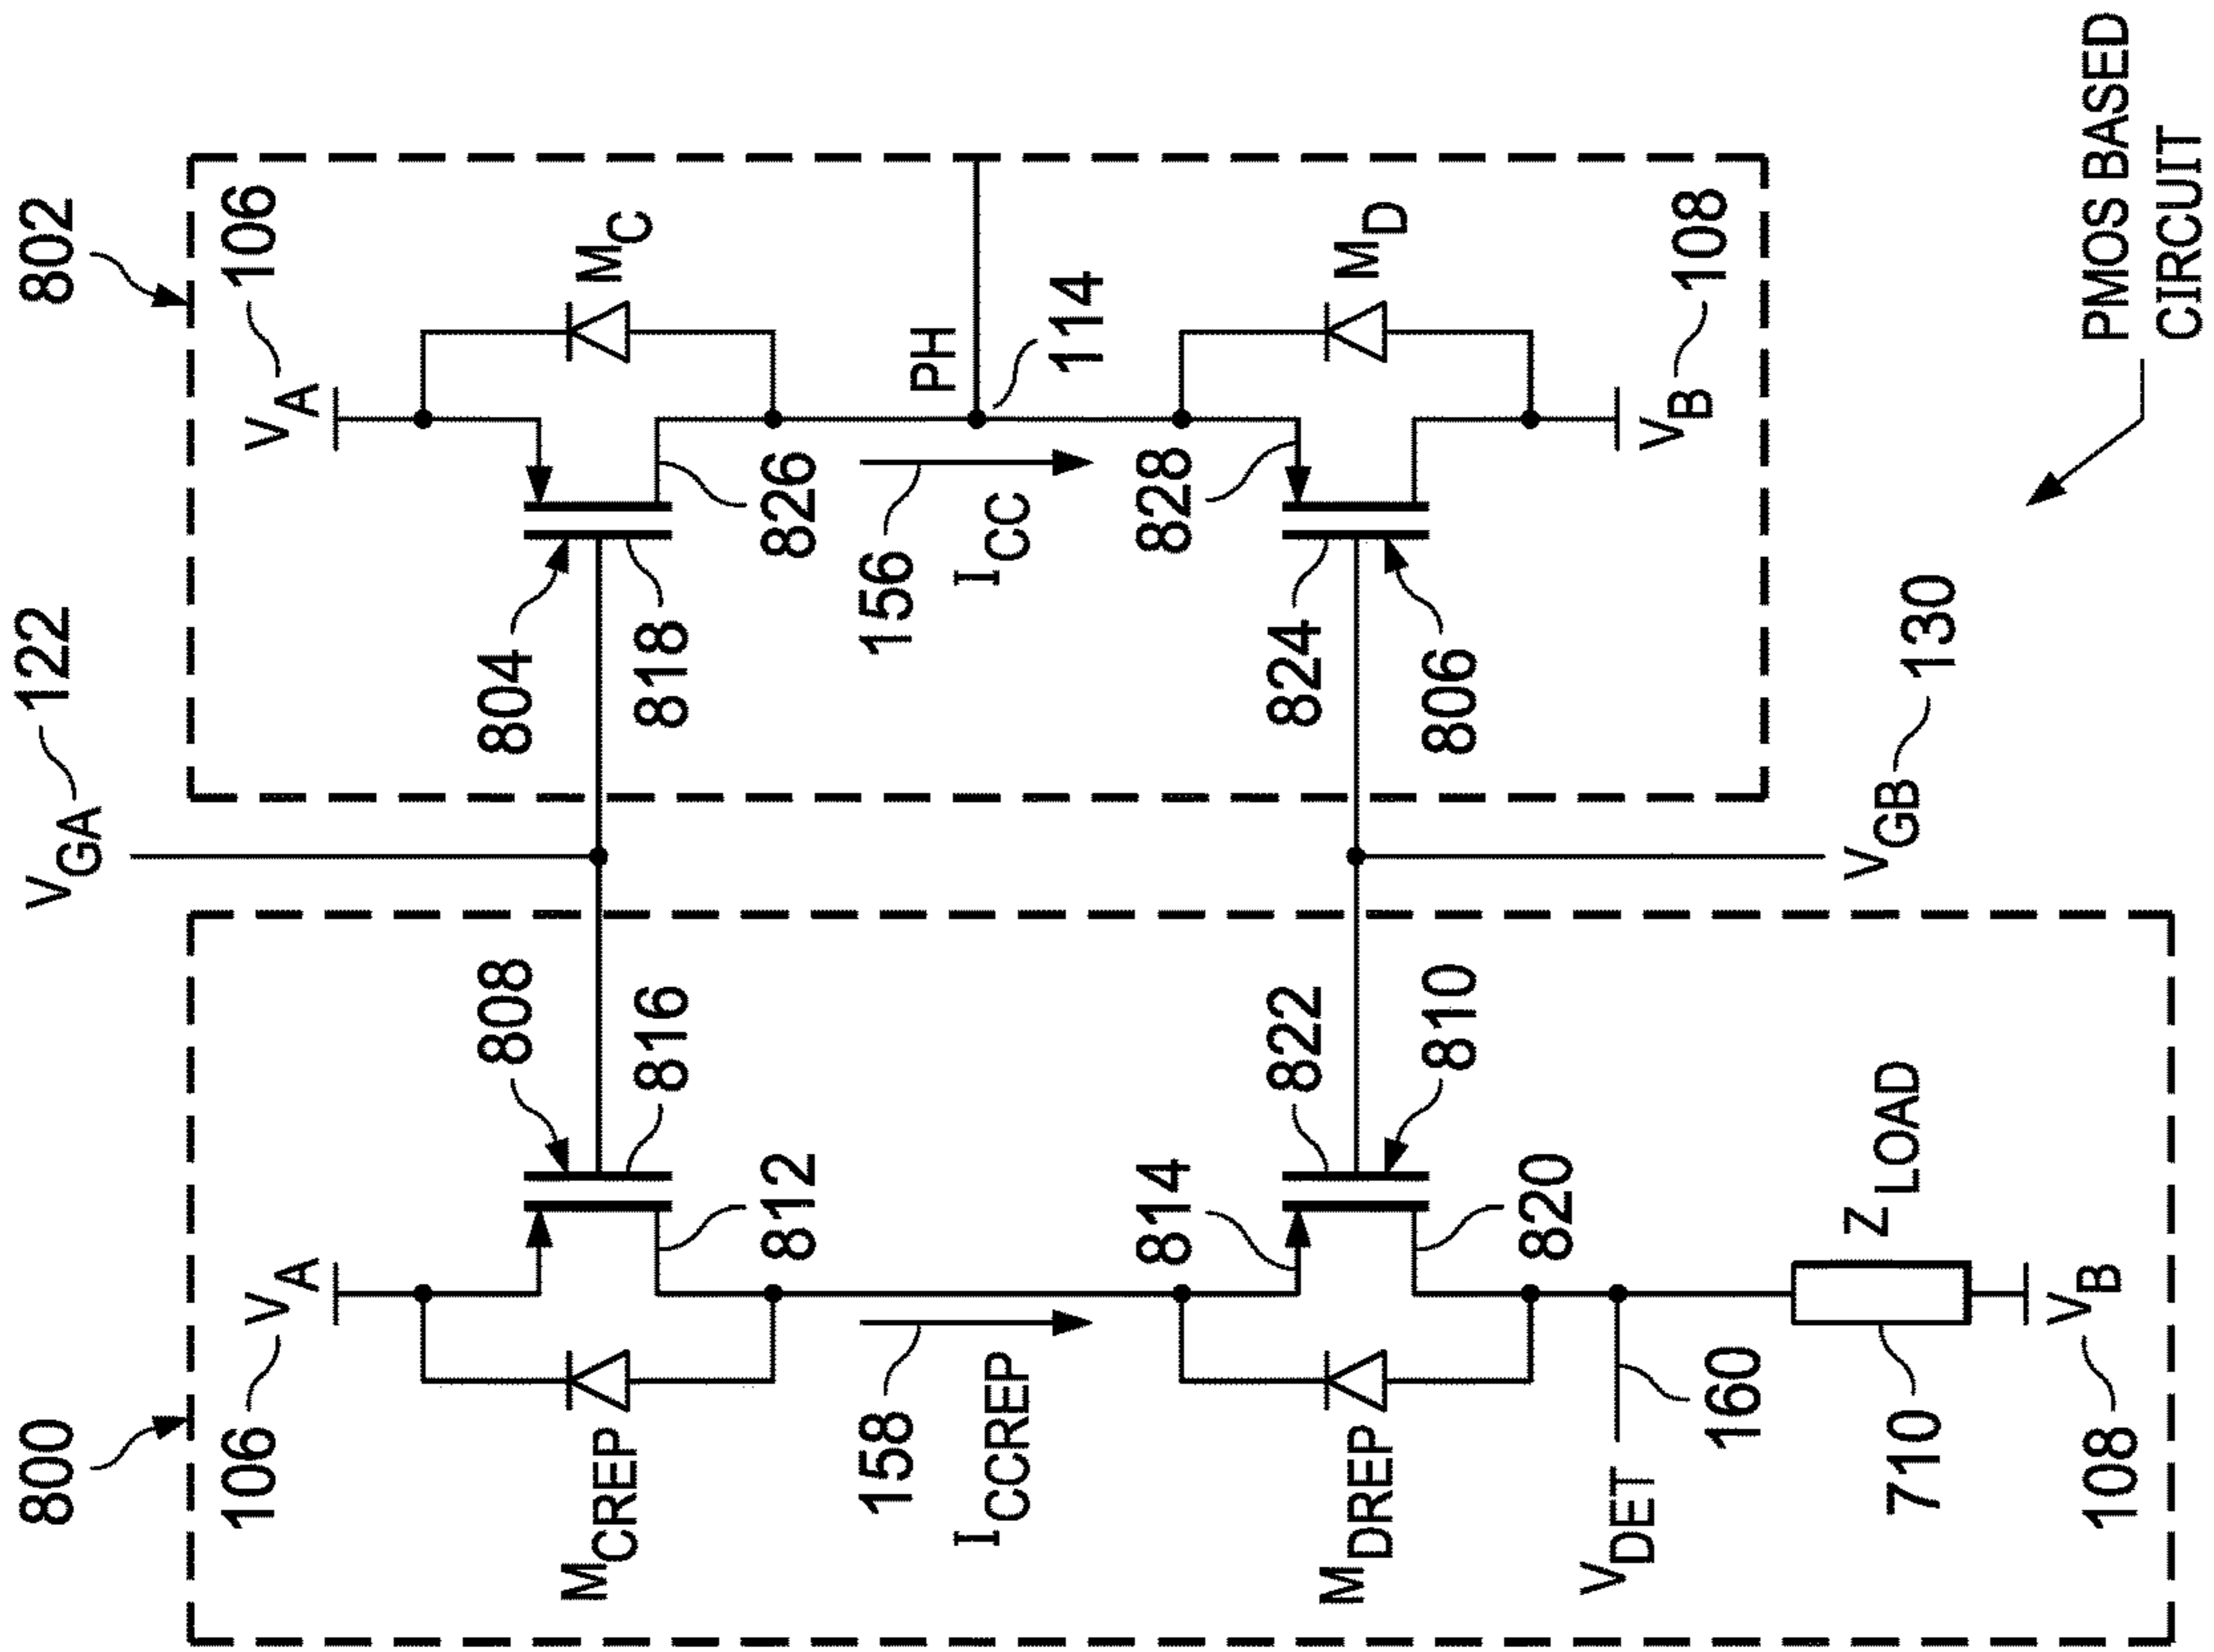 800
802
V_GA 122
V_A 106
106 V_A
M_CREP
808
816
812
804
818
826
M_C
158
I_CCREP
156
I_CC
PH
114
814
822
810
820
M_DREP
828
824
806
M_D
V_DET
160
Z_LOAD
710
108 V_B
V_B 108
V_GB 130
PMOS BASED
CIRCUIT